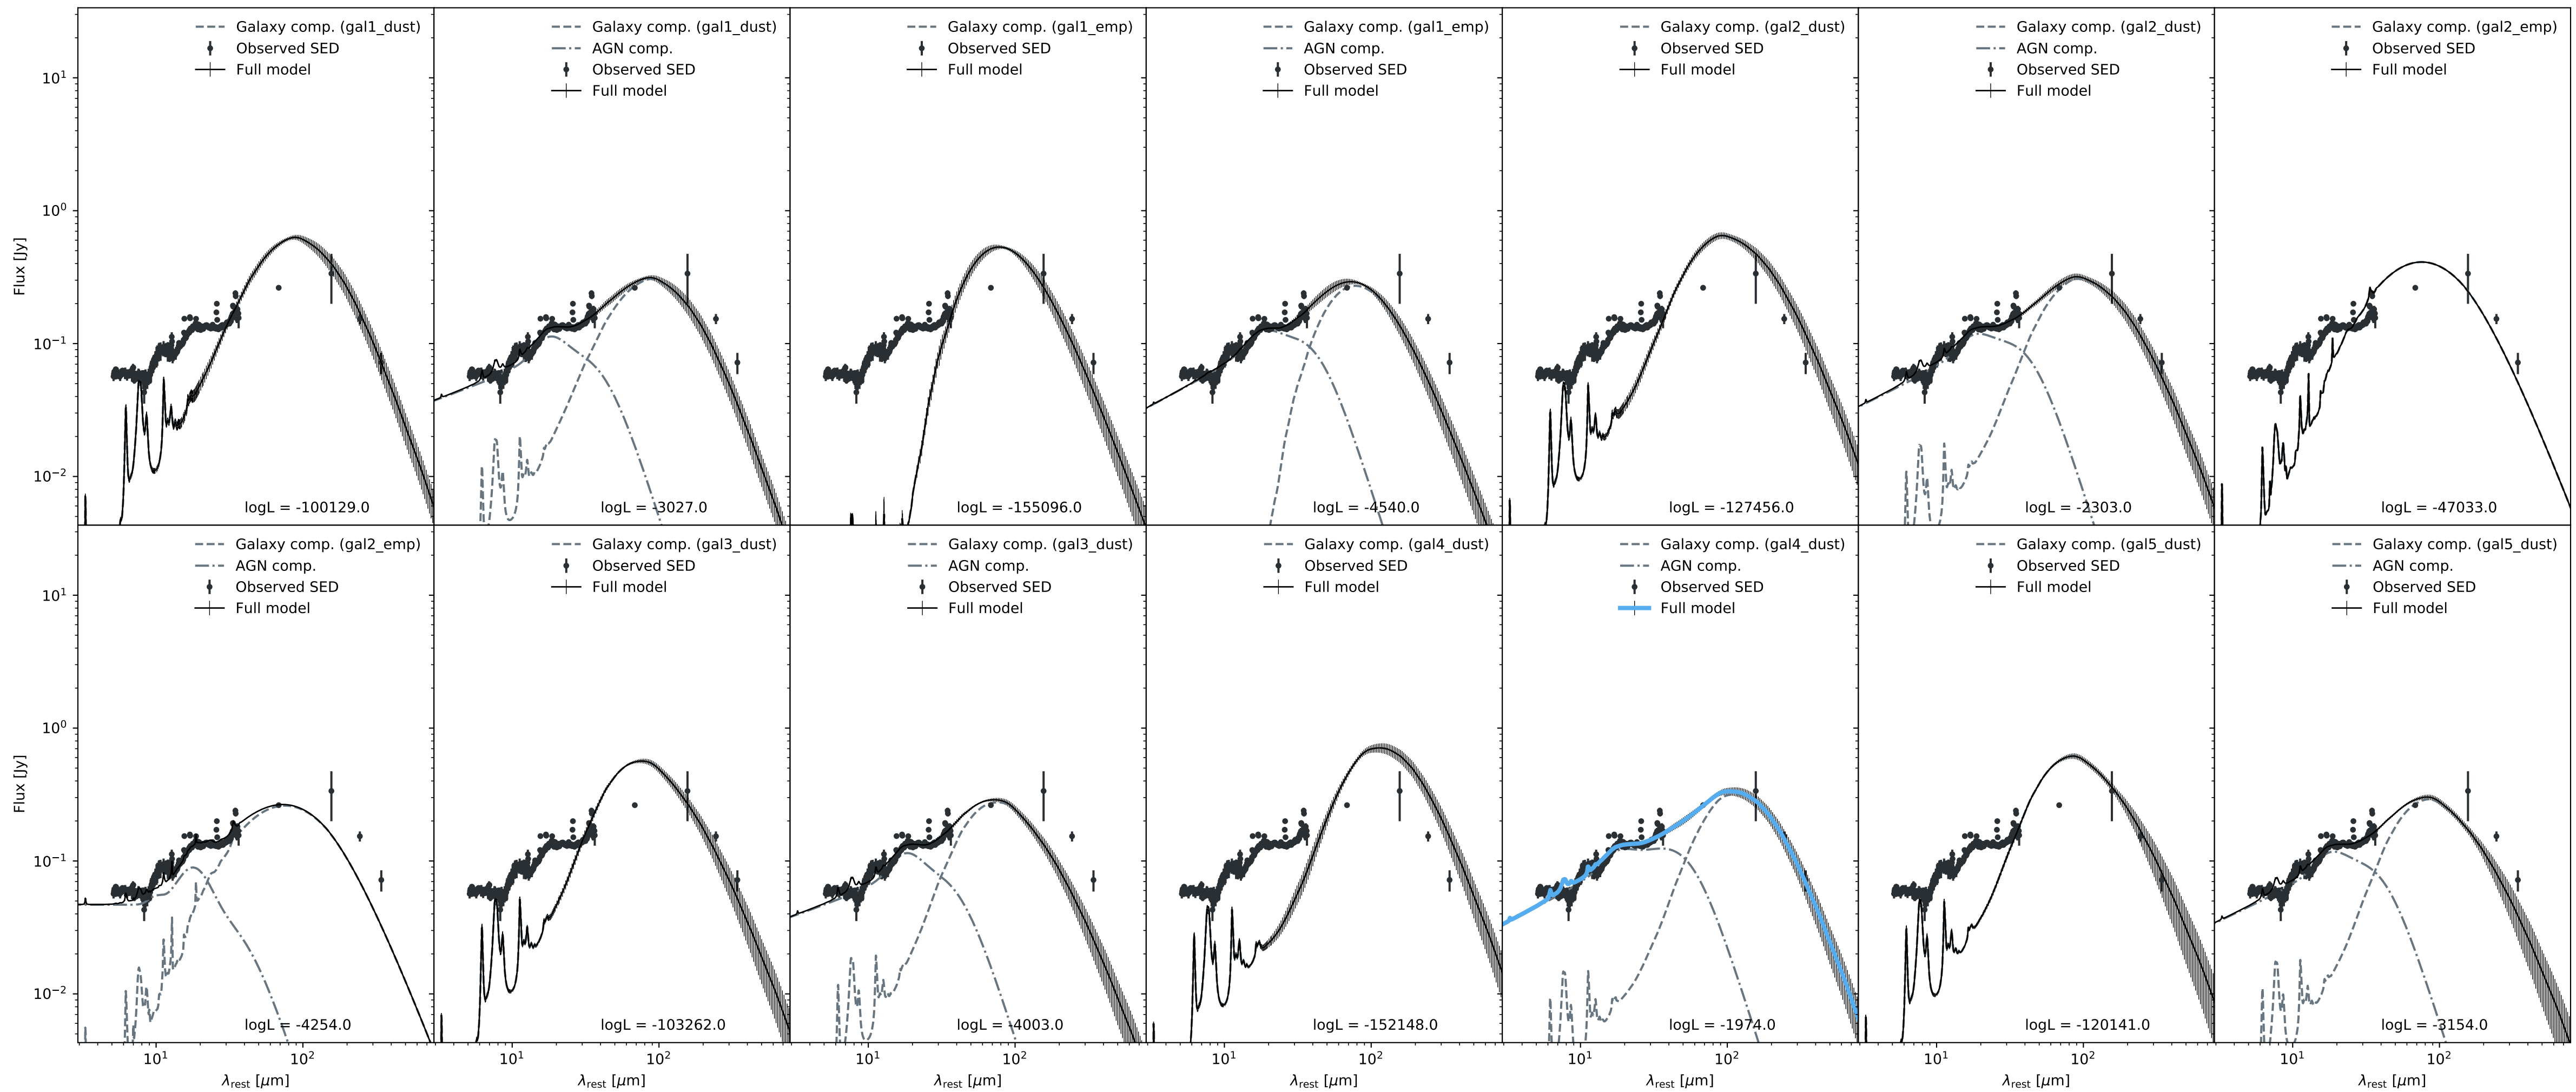 Galaxy comp. (gal1_dust)
Observed SED
Full model
logL = -100129.0
Galaxy comp. (gal1_dust)
AGN comp.
Observed SED
Full model
logL = -3027.0
Galaxy comp. (gal1_emp)
Observed SED
Full model
logL = -155096.0
Galaxy comp. (gal1_emp)
AGN comp.
Observed SED
Full model
logL = -4540.0
Galaxy comp. (gal2_dust)
Observed SED
Full model
logL = -127456.0
Galaxy comp. (gal2_dust)
AGN comp.
Observed SED
Full model
logL = -2303.0
Galaxy comp. (gal2_emp)
Observed SED
Full model
logL = -47033.0
10¹
10⁰
10⁻¹
10⁻²
Flux [Jy]
Galaxy comp. (gal2_emp)
AGN comp.
Observed SED
Full model
logL = -4254.0
Galaxy comp. (gal3_dust)
Observed SED
Full model
logL = -103262.0
Galaxy comp. (gal3_dust)
AGN comp.
Observed SED
Full model
logL = -4003.0
Galaxy comp. (gal4_dust)
Observed SED
Full model
logL = -152148.0
Galaxy comp. (gal4_dust)
AGN comp.
Observed SED
Full model
logL = -1974.0
Galaxy comp. (gal5_dust)
Observed SED
Full model
logL = -120141.0
Galaxy comp. (gal5_dust)
AGN comp.
Observed SED
Full model
logL = -3154.0
10¹
10⁰
10⁻¹
10⁻²
Flux [Jy]
10¹ 10² 10¹ 10² 10¹ 10² 10¹ 10² 10¹ 10² 10¹ 10² 10¹ 10²
λrest [μm] λrest [μm] λrest [μm] λrest [μm] λrest [μm] λrest [μm] λrest [μm]